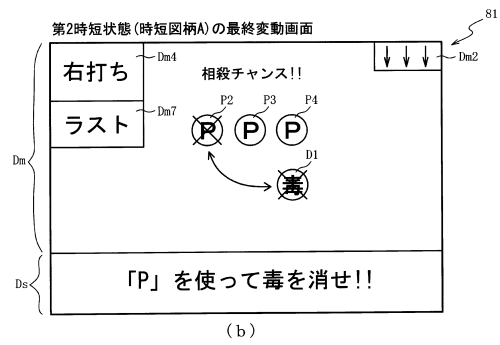 第2時短状態(時短図柄A)の最終変動画面
81
右打ち
Dm4
相殺チャンス!!
↓↓↓
Dm2
ラスト
Dm7
P2
P3
P4
P
P
P
Dm
D1
毒
Ds
「P」を使って毒を消せ!!
(b)